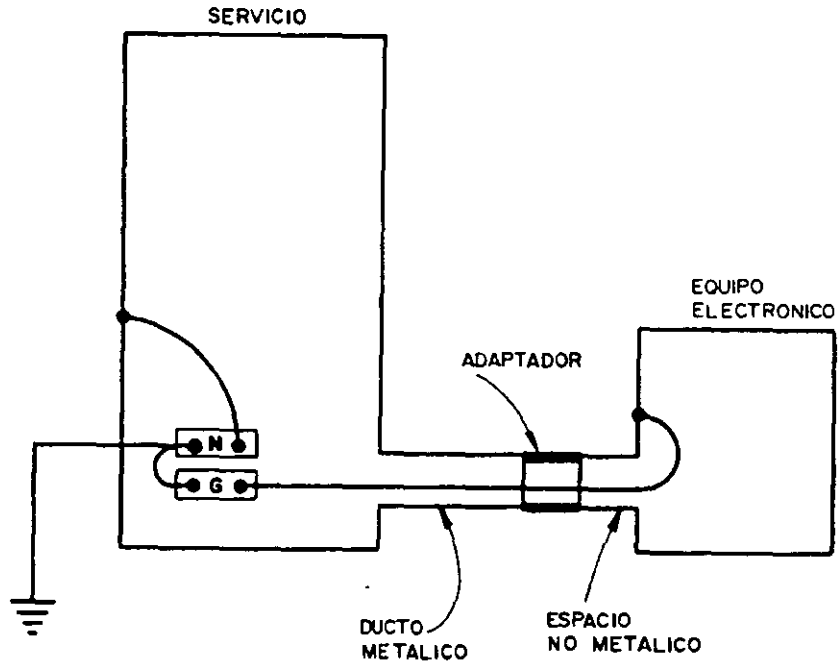 SERVICIO
EQUIPO
ELECTRONICO
ADAPTADOR
N
G
DUCTO
METALICO
ESPACIO
NO METALICO